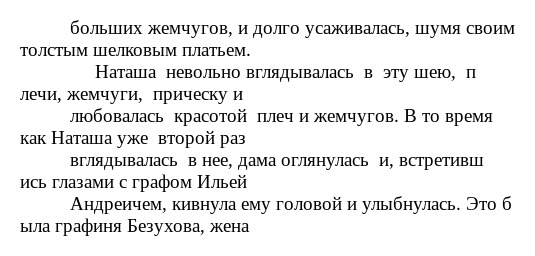 больших жемчугов, и долго усаживалась, шумя своим
толстым шелковым платьем.
Наташа невольно вглядывалась в эту шею, п
лечи, жемчуги, прическу и
любовалась красотой плеч и жемчугов. В то время
как Наташа уже второй раз
вглядывалась в нее, дама оглянулась и, встретивш
ись глазами с графом Ильей
Андреичем, кивнула ему головой и улыбнулась. Это б
ыла графиня Безухова, жена